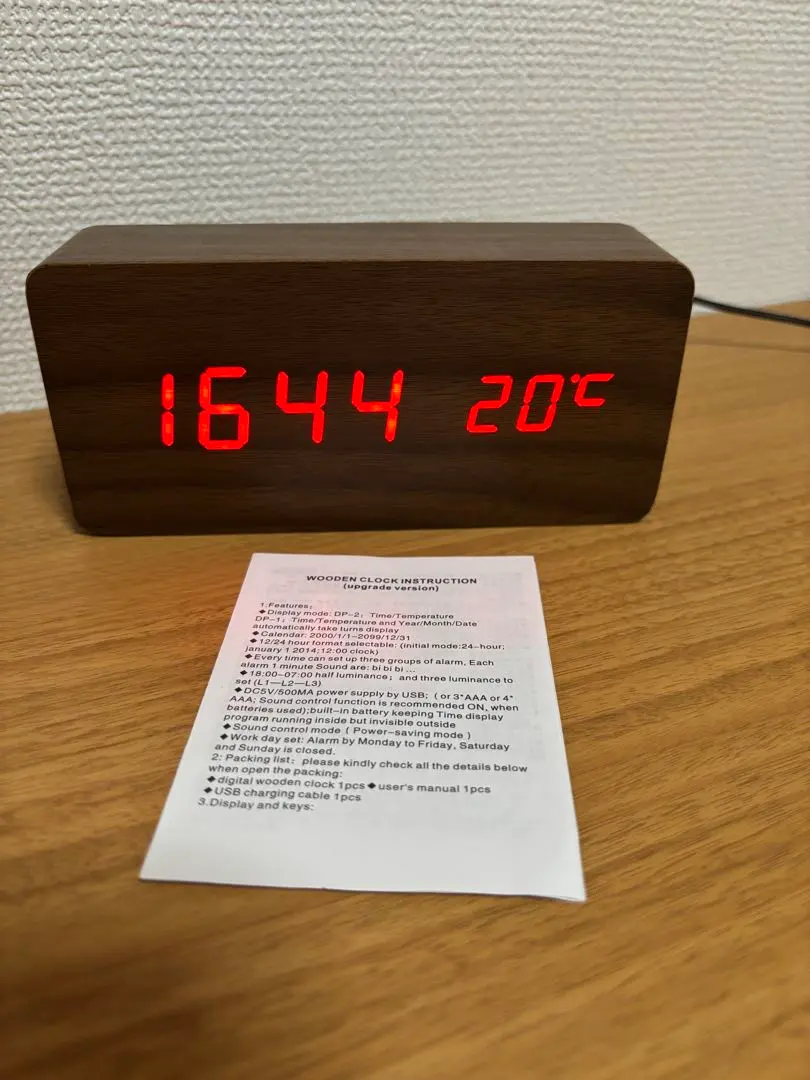 1644 20℃
WOODEN CLOCK INSTRUCTION
(upgrade version)
1:Features:
◆Display mode: DP-2; Time/Temperature
DP-1; Time/Temperature and Year/Month/Date
automatically take turns display
◆Calendar: 2000/1/1-2099/12/31
◆12/24 hour format selectable: (initial mode:24-hour;
january 1 2014;12:00 clock)
◆Every time can set up three groups of alarm, Each
alarm 1 minute Sound are: bi bi bi ...
◆18:00-07:00 half luminance; and three luminance to
set (L1—L2—L3)
◆DC5V/500MA power supply by USB; ( or 3*AAA or 4*
AAA; Sound control function is recommended ON, when
batteries used);built-in battery keeping Time display
program running inside but invisible outside
◆Sound control mode ( Power-saving mode )
◆Work day set: Alarm by Monday to Friday, Saturday
and Sunday is closed.
2: Packing list: please kindly check all the details below
when open the packing:
◆digital wooden clock 1pcs◆user's manual 1pcs
◆USB charging cable 1pcs
3.Display and keys: